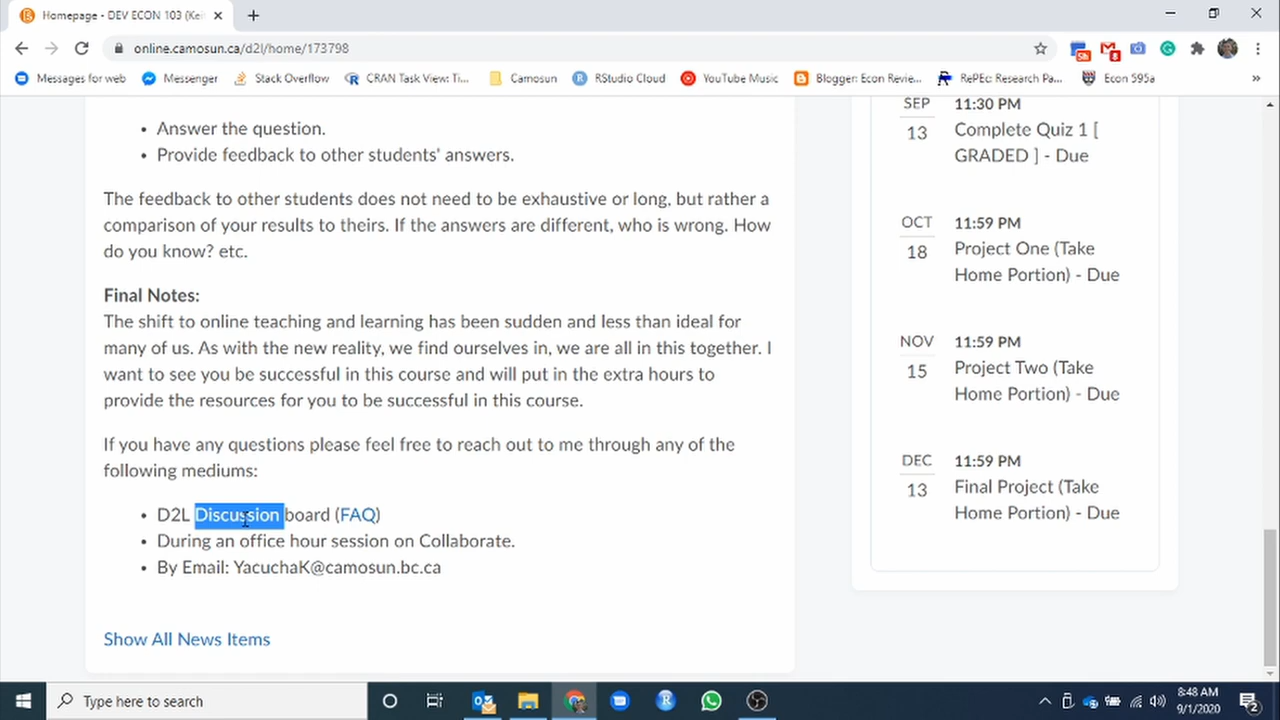 Homepage - DEV ECON 103 (Kei
online.camosun.ca/d2l/home/173798
Messages for web
Messenger
Stack Overflow
CRAN Task View: Ti...
Camosun
RStudio Cloud
YouTube Music
Blogger: Econ Revie...
RePEc: Research Pa...
Econ 595a
»
• Answer the question.
• Provide feedback to other students' answers.
The feedback to other students does not need to be exhaustive or long, but rather a
comparison of your results to theirs. If the answers are different, who is wrong. How
do you know? etc.
Final Notes:
The shift to online teaching and learning has been sudden and less than ideal for
many of us. As with the new reality, we find ourselves in, we are all in this together. I
want to see you be successful in this course and will put in the extra hours to
provide the resources for you to be successful in this course.
If you have any questions please feel free to reach out to me through any of the
following mediums:
• D2L Discussion board (FAQ)
• During an office hour session on Collaborate.
• By Email: YacuchaK@camosun.bc.ca
Show All News Items
SEP
13
11:30 PM
Complete Quiz 1 [
GRADED ] - Due
OCT
18
11:59 PM
Project One (Take
Home Portion) - Due
NOV
15
11:59 PM
Project Two (Take
Home Portion) - Due
DEC
13
11:59 PM
Final Project (Take
Home Portion) - Due
Type here to search
8:48 AM
9/1/2020
2